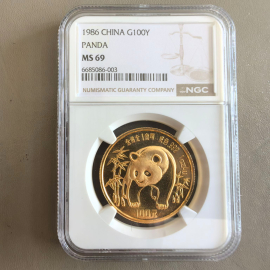 1986 CHINA G100Y
PANDA
MS 69
6685086-003
NUMISMATIC GUARANTY COMPANY
NGC
100元